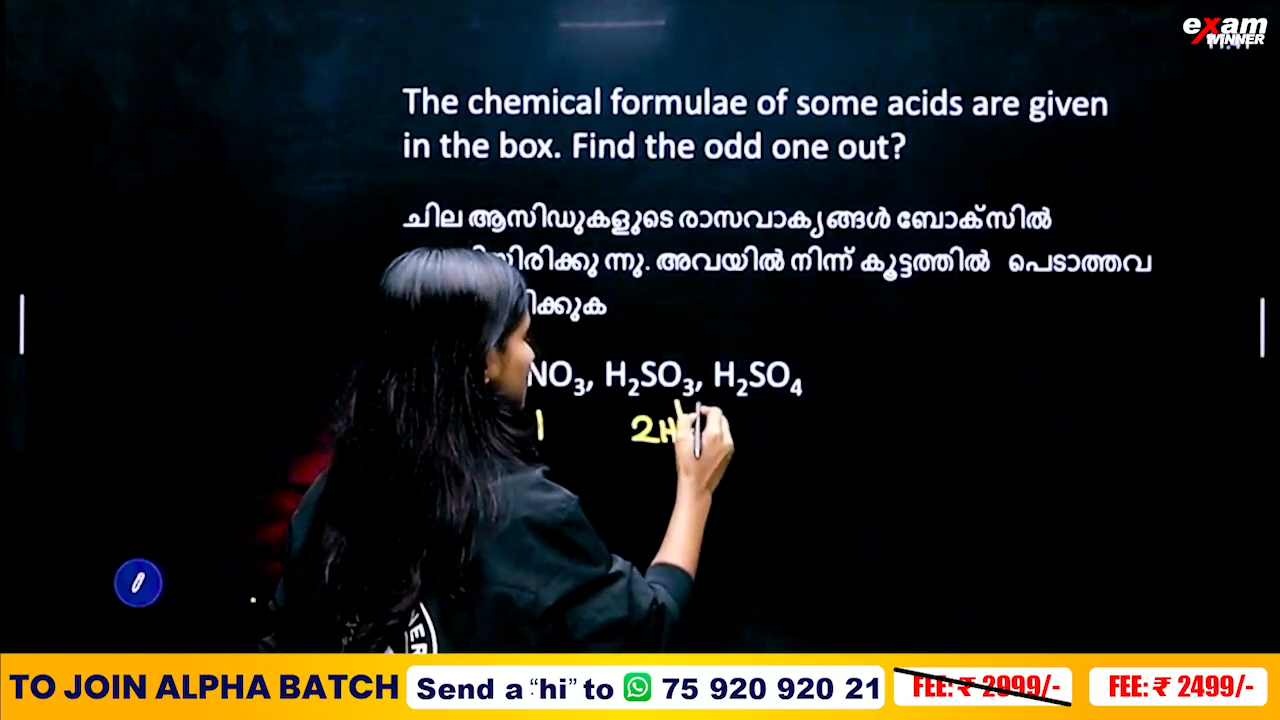 exam
WINNER
The chemical formulae of some acids are given
in the box. Find the odd one out?
ചില ആസിഡുകളുടെ രാസവാക്യങ്ങൾ ബോക്സിൽ
അവയിൽ നിന്ന് കൂട്ടത്തിൽ പെടാത്തവ
NO₃, H₂SO₃, H₂SO₄
2H
TO JOIN ALPHA BATCH Send a “hi” to 75 920 920 21 FEE: ₹ 2999/- FEE: ₹ 2499/-